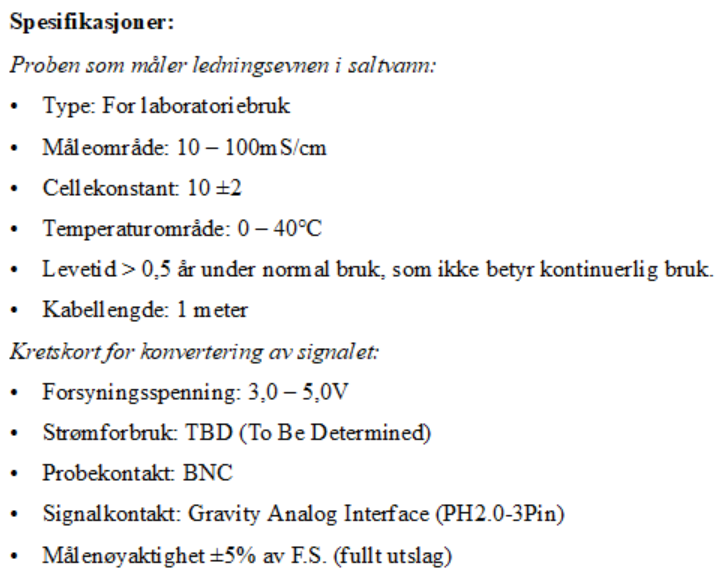 Spesifikasjoner:
Proben som måler ledningsevnen i saltvann:
• Type: For laboratoriebruk
• Måleområde: 10 – 100mS/cm
• Cellekonstant: 10 ±2
• Temperaturområde: 0 – 40°C
• Levetid > 0,5 år under normal bruk, som ikke betyr kontinuerlig bruk.
• Kabellengde: 1 meter
Kretskort for konvertering av signalet:
• Forsyningsspenning: 3,0 – 5,0V
• Strømforbruk: TBD (To Be Determined)
• Probekontakt: BNC
• Signalkontakt: Gravity Analog Interface (PH2.0-3Pin)
• Målenøyaktighet ±5% av F.S. (fullt utslag)